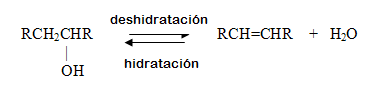 deshidratación
RCH₂CHR RCH=CHR + H₂O
OH
hidratación